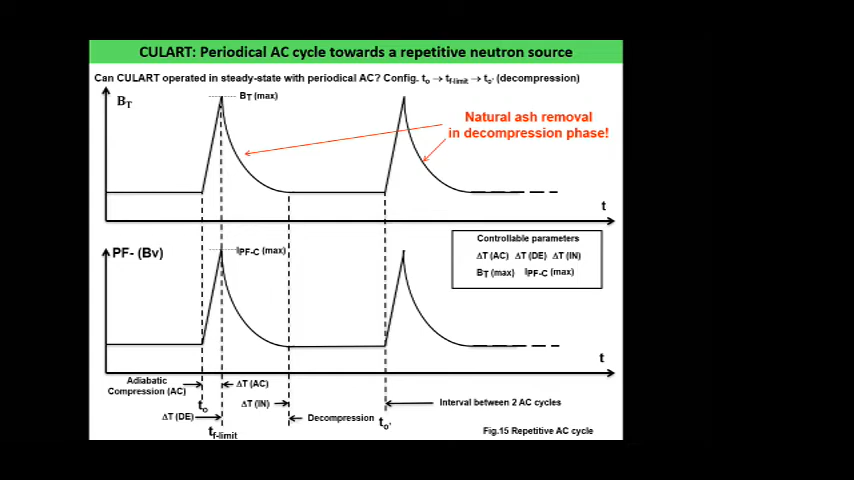 CULART: Periodical AC cycle towards a repetitive neutron source
Can CULART operated in steady-state with periodical AC? Config. to → tf-limit → to' (decompression)
BT
BT (max)
Natural ash removal
in decompression phase!
t
PF- (Bv)
IPF-C (max)
Controllable parameters
ΔT (AC) ΔT (DE) ΔT (IN)
BT (max) IPF-C (max)
t
Adiabatic
Compression (AC)
ΔT (AC)
to
ΔT (IN)
Interval between 2 AC cycles
ΔT (DE)
Decompression
to'
tf-limit
Fig.15 Repetitive AC cycle